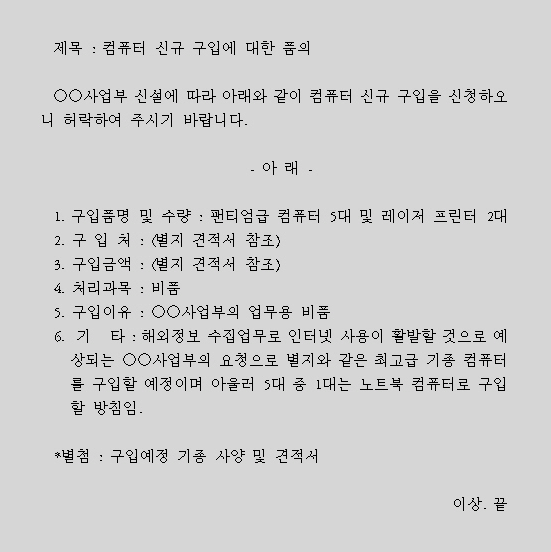 제목 : 컴퓨터 신규 구입에 대한 품의
○○사업부 신설에 따라 아래와 같이 컴퓨터 신규 구입을 신청하오
니 허락하여 주시기 바랍니다.
- 아 래 -
1. 구입품명 및 수량 : 팬티엄급 컴퓨터 5대 및 레이저 프린터 2대
2. 구 입 처 : (별지 견적서 참조)
3. 구입금액 : (별지 견적서 참조)
4. 처리과목 : 비품
5. 구입이유 : ○○사업부의 업무용 비품
6. 기 타 : 해외정보 수집업무로 인터넷 사용이 활발할 것으로 예
상되는 ○○사업부의 요청으로 별지와 같은 최고급 기종 컴퓨터
를 구입할 예정이며 아울러 5대 중 1대는 노트북 컴퓨터로 구입
할 방침임.
*별첨 : 구입예정 기종 사양 및 견적서
이상. 끝